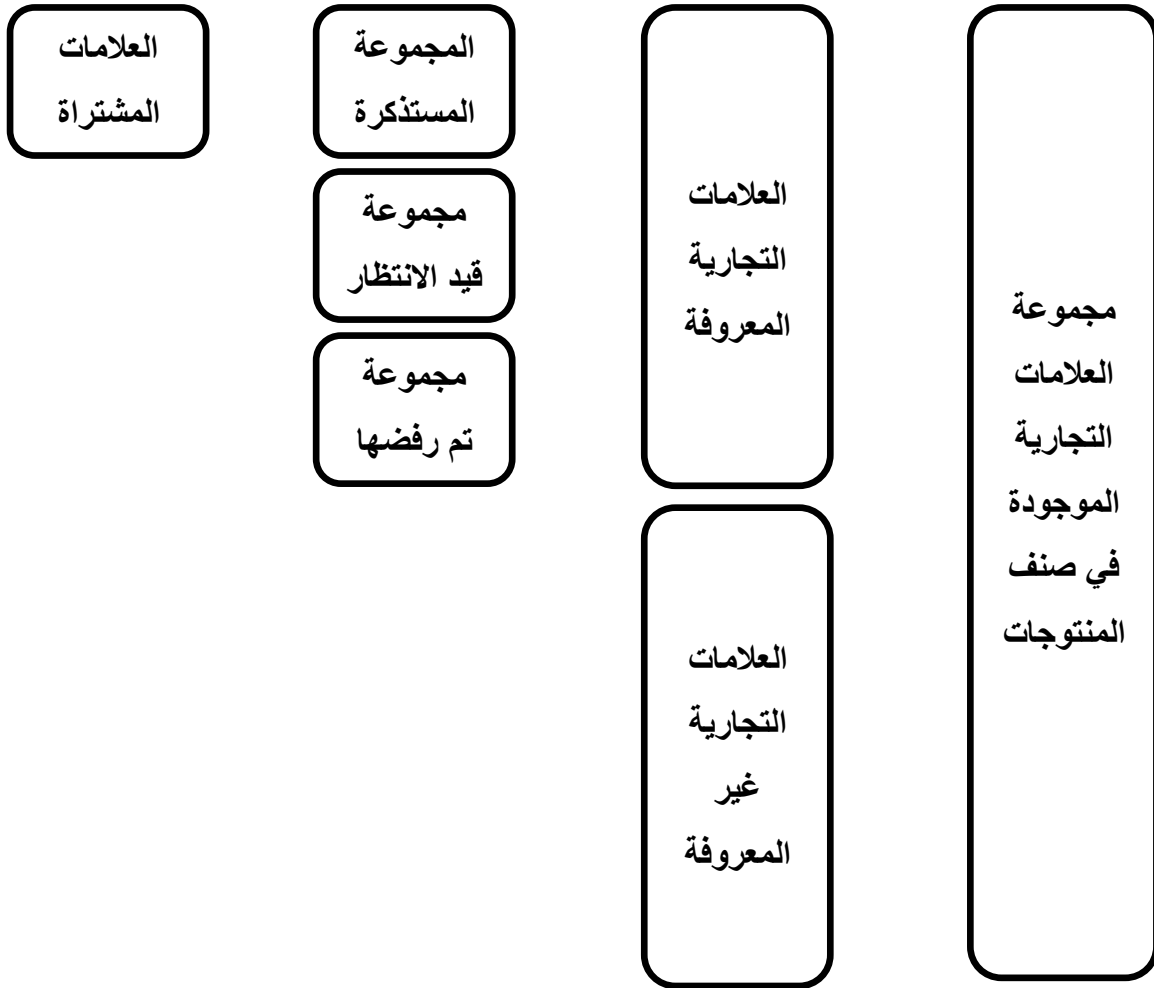 مجموعة
العلامات
التجارية
الموجودة
في صنف
المنتوجات
العلامات
التجارية
المعروفة
العلامات
التجارية
غير
المعروفة
المجموعة
المستذكرة
مجموعة
قيد الانتظار
مجموعة
تم رفضها
العلامات
المشتراة